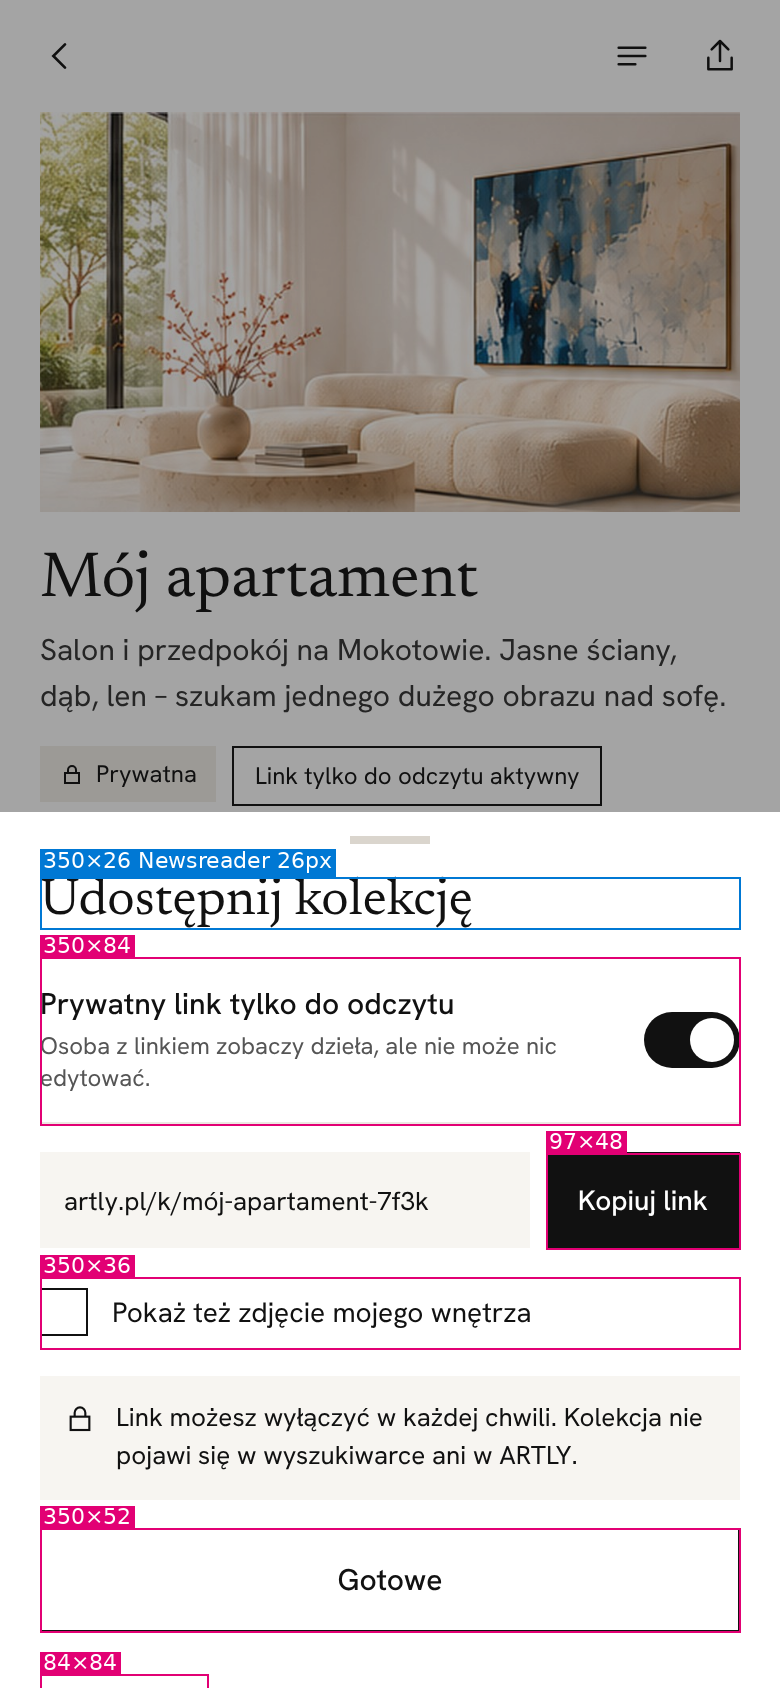 Mój apartament
Salon i przedpokój na Mokotowie. Jasne ściany,
dąb, len – szukam jednego dużego obrazu nad sofę.
Prywatna
Link tylko do odczytu aktywny
350×26 Newsreader 26px
Udostępnij kolekcję
350×84
Prywatny link tylko do odczytu
Osoba z linkiem zobaczy dzieła, ale nie może nic
edytować.
97×48
artly.pl/k/mój-apartament-7f3k
Kopiuj link
350×36
Pokaż też zdjęcie mojego wnętrza
Link możesz wyłączyć w każdej chwili. Kolekcja nie
pojawi się w wyszukiwarce ani w ARTLY.
350×52
Gotowe
84×84